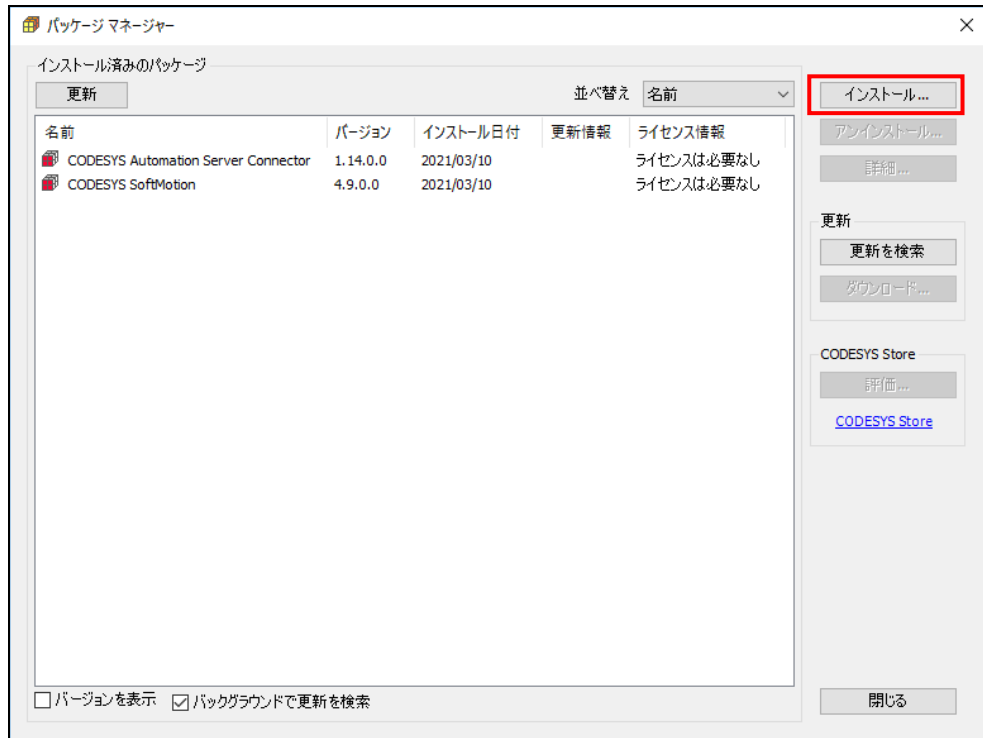 パッケージ マネージャー
インストール済みのパッケージ
更新
並べ替え 名前
インストール...
名前 バージョン インストール日付 更新情報 ライセンス情報
アンインストール...
CODESYS Automation Server Connector 1.14.0.0 2021/03/10 ライセンスは必要なし
詳細...
CODESYS SoftMotion 4.9.0.0 2021/03/10 ライセンスは必要なし
更新
更新を検索
ダウンロード...
CODESYS Store
評価...
CODESYS Store
バージョンを表示 バックグラウンドで更新を検索
閉じる